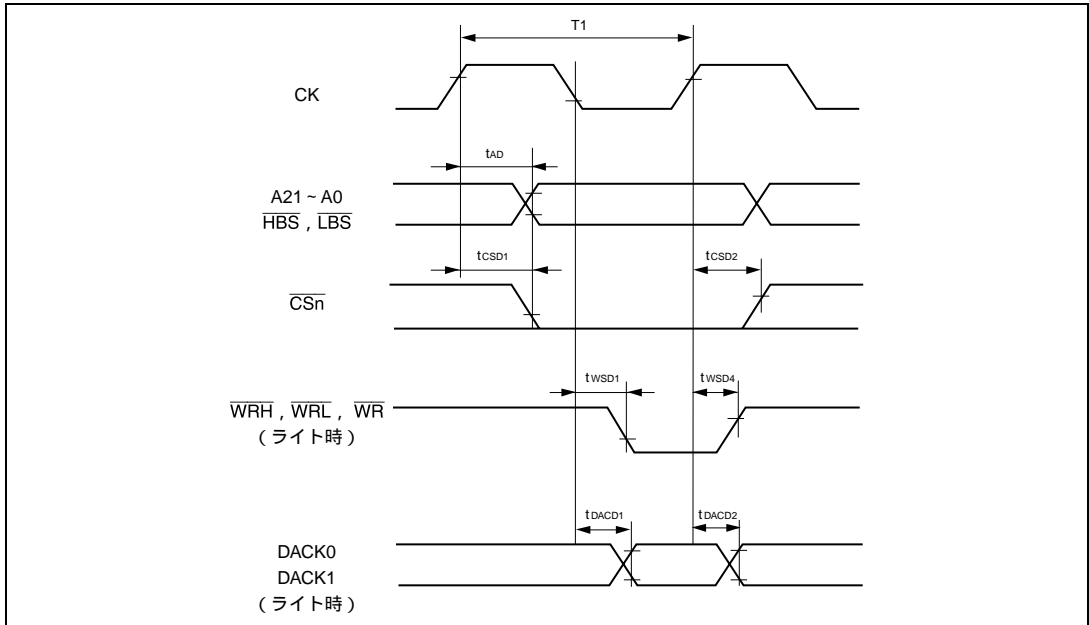 T1
CK
tAD
A21 ~ A0
HBS , LBS
tCSD1
tCSD2
CSn
tWSD1
tWSD4
WRH , WRL , WR
(ライト時)
tDACD1
tDACD2
DACK0
DACK1
(ライト時)